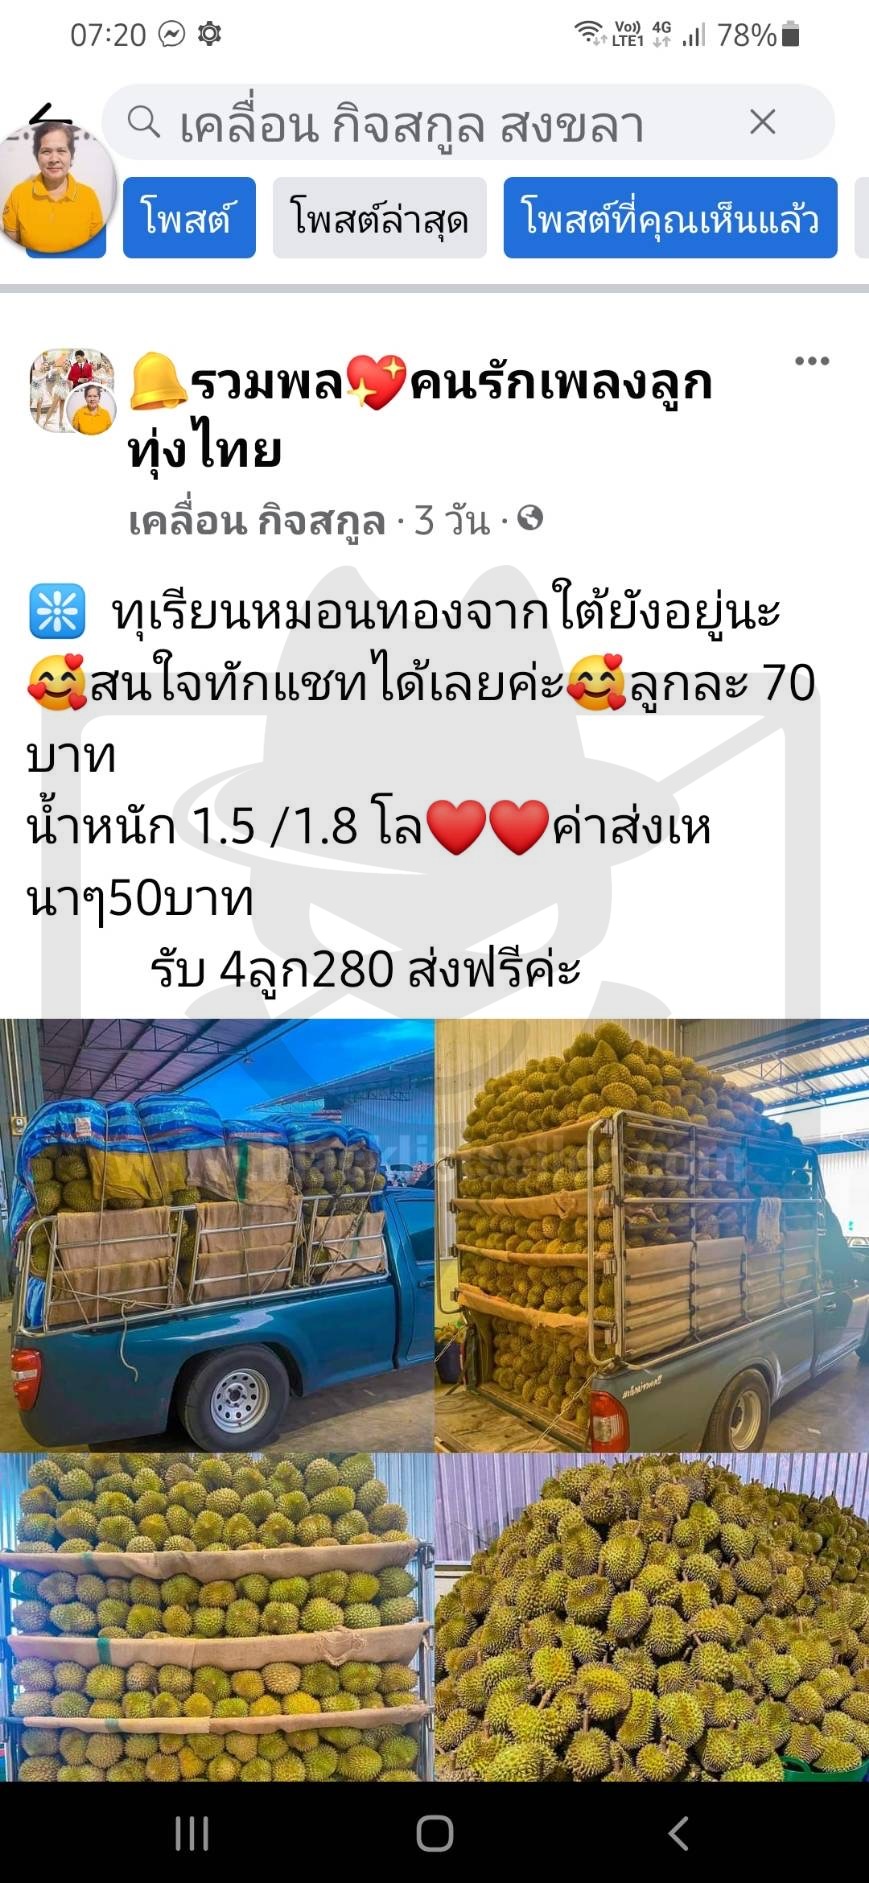 07:20 Vo)) LTE1 4G 78%
เคลื่อน กิจสกูล สงขลา
โพสต์ โพสต์ล่าสุด โพสต์ที่คุณเห็นแล้ว
🔔รวมพล💖คนรักเพลงลูก
ทุ่งไทย
เคลื่อน กิจสกูล · 3 วัน ·
❇️ ทุเรียนหมอนทองจากใต้ยังอยู่นะ
🥰สนใจทักแชทได้เลยค่ะ🥰ลูกละ 70
บาท
น้ำหนัก 1.5 /1.8 โล❤️❤️ค่าส่งเห
นาๆ50บาท
รับ 4ลูก280 ส่งฟรีค่ะ